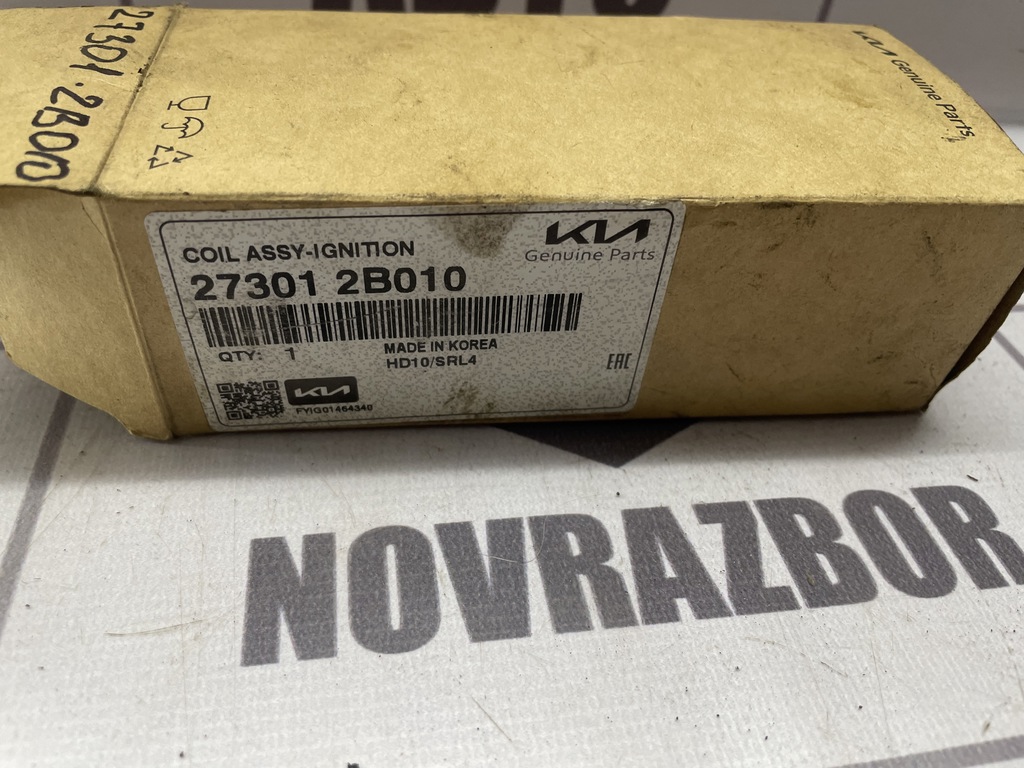 27301-2B010
KIA Genuine Parts
COIL ASSY-IGNITION
KIA
Genuine Parts
27301 2B010
QTY: 1
MADE IN KOREA
HD10/SRL4
EAC
KIA
FYIG01464340
NOVRAZBOR